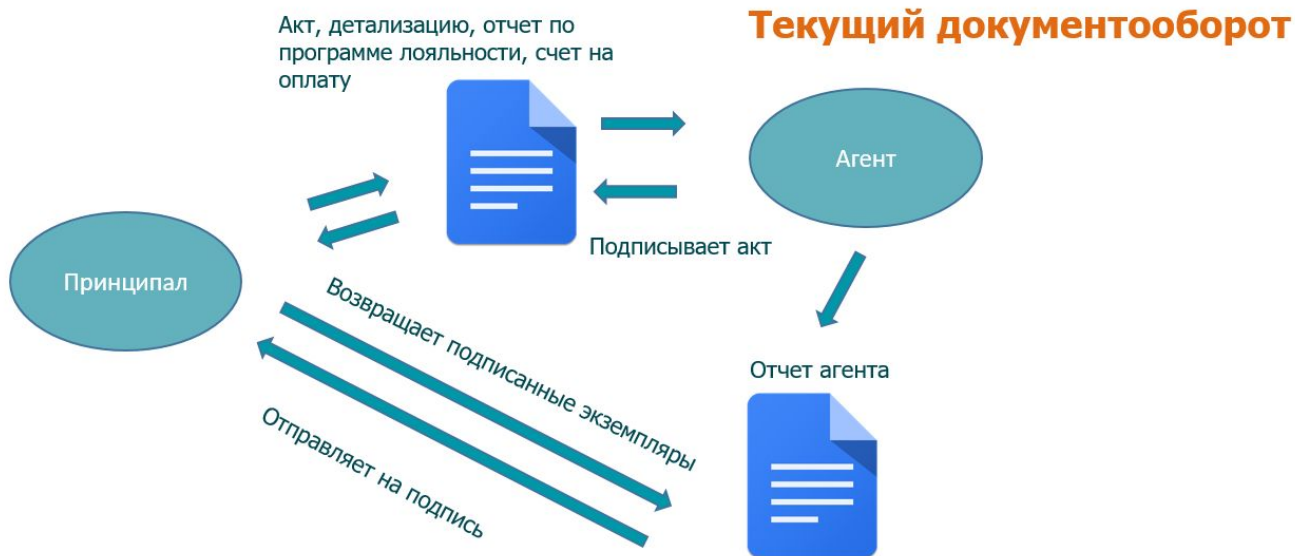 Текущий документооборот
Акт, детализацию, отчет по
программе лояльности, счет на
оплату
Агент
Подписывает акт
Принципал
Возвращает подписанные экземпляры
Отправляет на подпись
Отчет агента